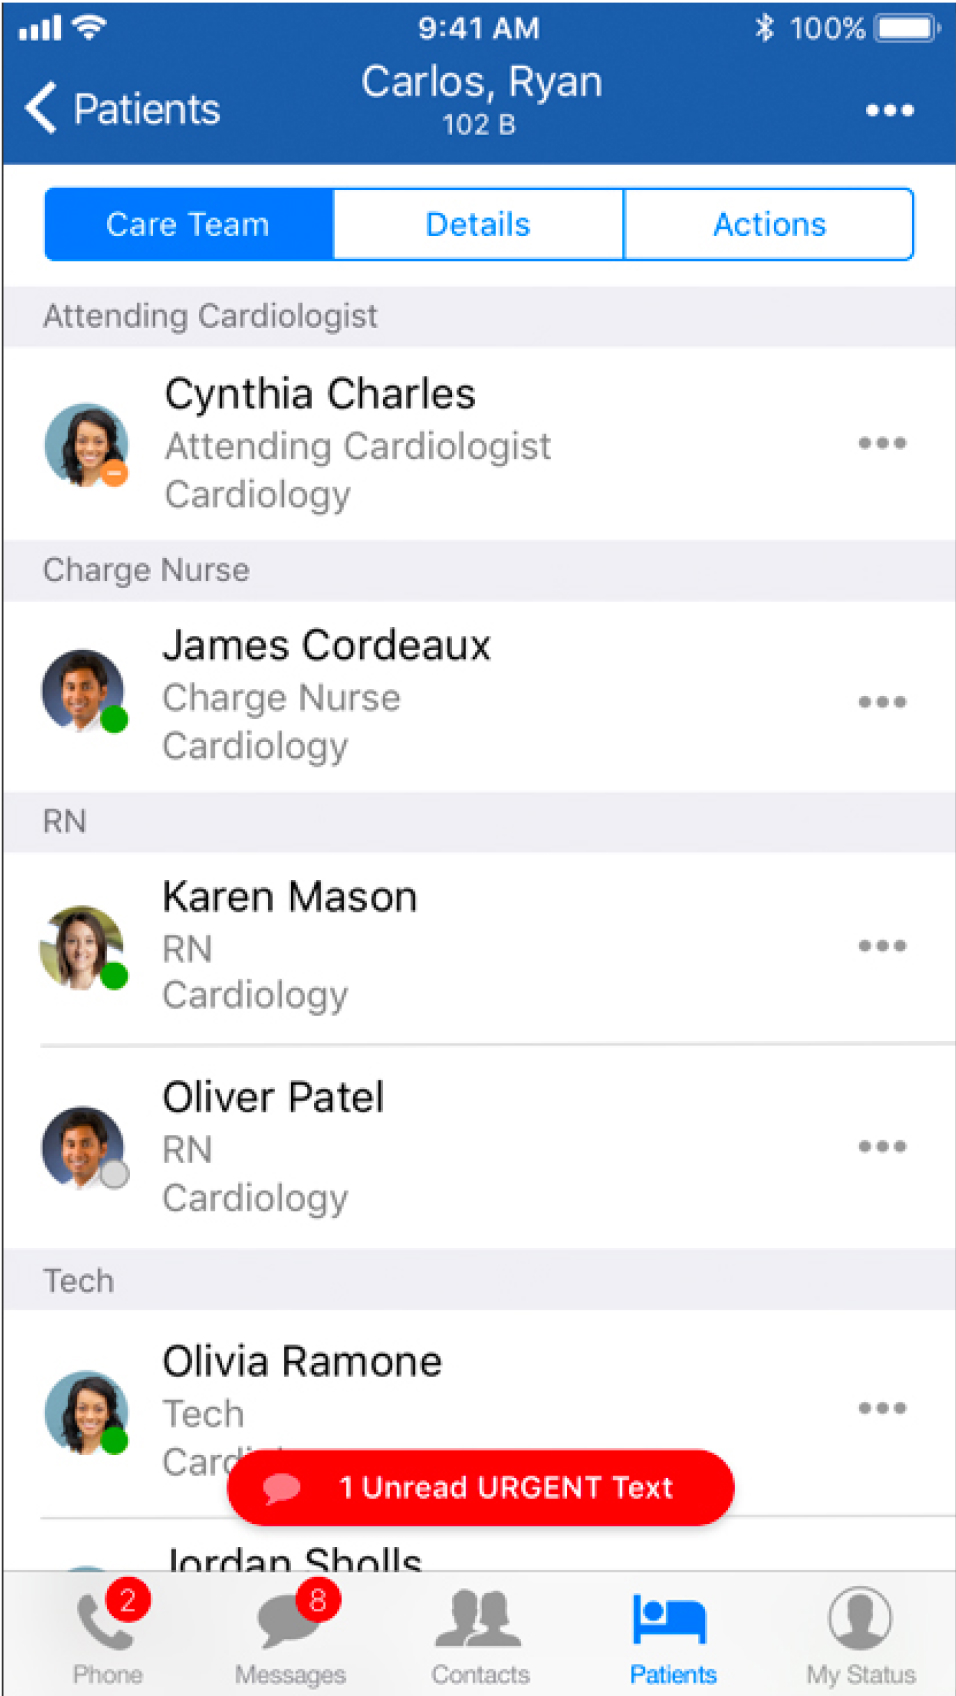 9:41 AM
100%
Patients
Carlos, Ryan
102 B
Care Team
Details
Actions
Attending Cardiologist
Cynthia Charles
Attending Cardiologist
Cardiology
Charge Nurse
James Cordeaux
Charge Nurse
Cardiology
RN
Karen Mason
RN
Cardiology
Oliver Patel
RN
Cardiology
Tech
Olivia Ramone
Tech
1 Unread URGENT Text
Jordan Sholls
2
8
Phone
Messages
Contacts
Patients
My Status